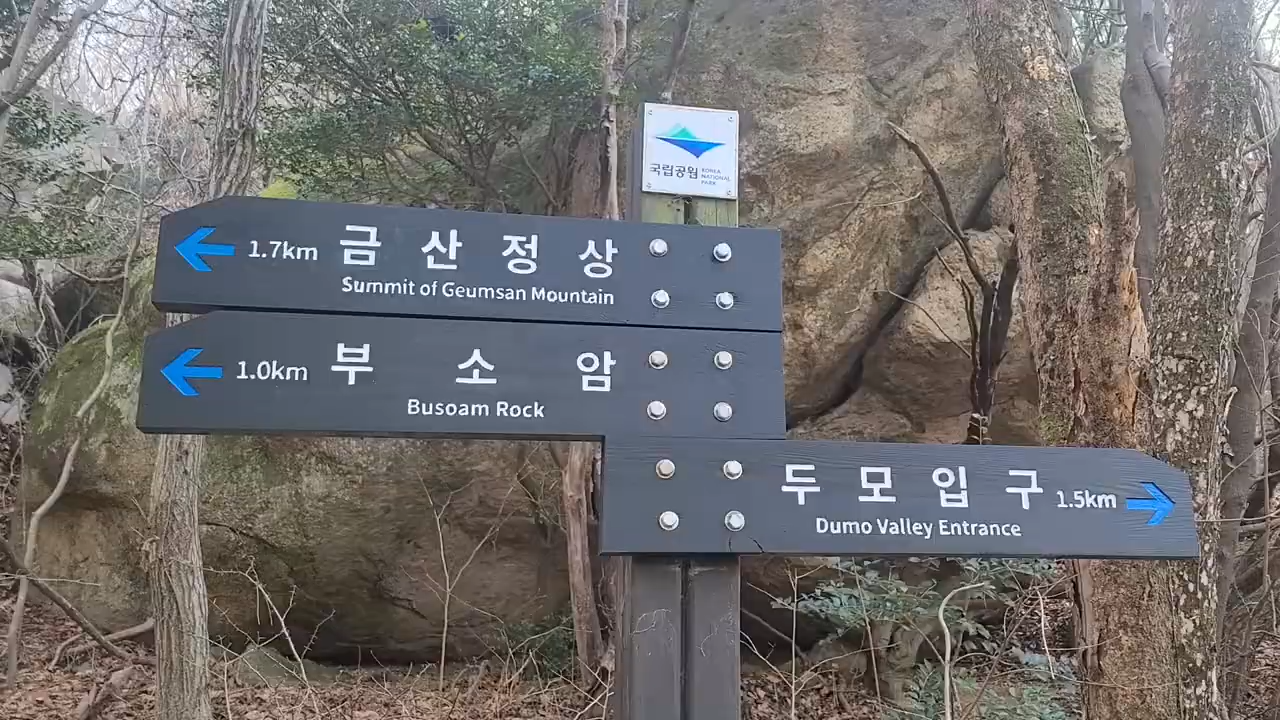 국립공원 KOREA NATIONAL PARK
1.7km 금산정상
Summit of Geumsan Mountain
1.0km 부소암
Busoam Rock
두모입구 1.5km
Dumo Valley Entrance